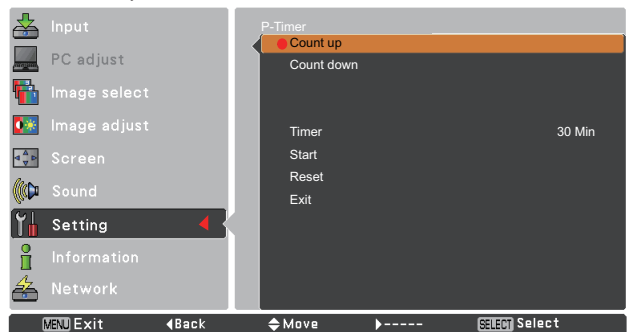 Input
PC adjust
Image select
Image adjust
Screen
Sound
Setting
Information
Network
P-Timer
Count up
Count down
Timer 30 Min
Start
Reset
Exit
MENU Exit Back Move ----- SELECT Select